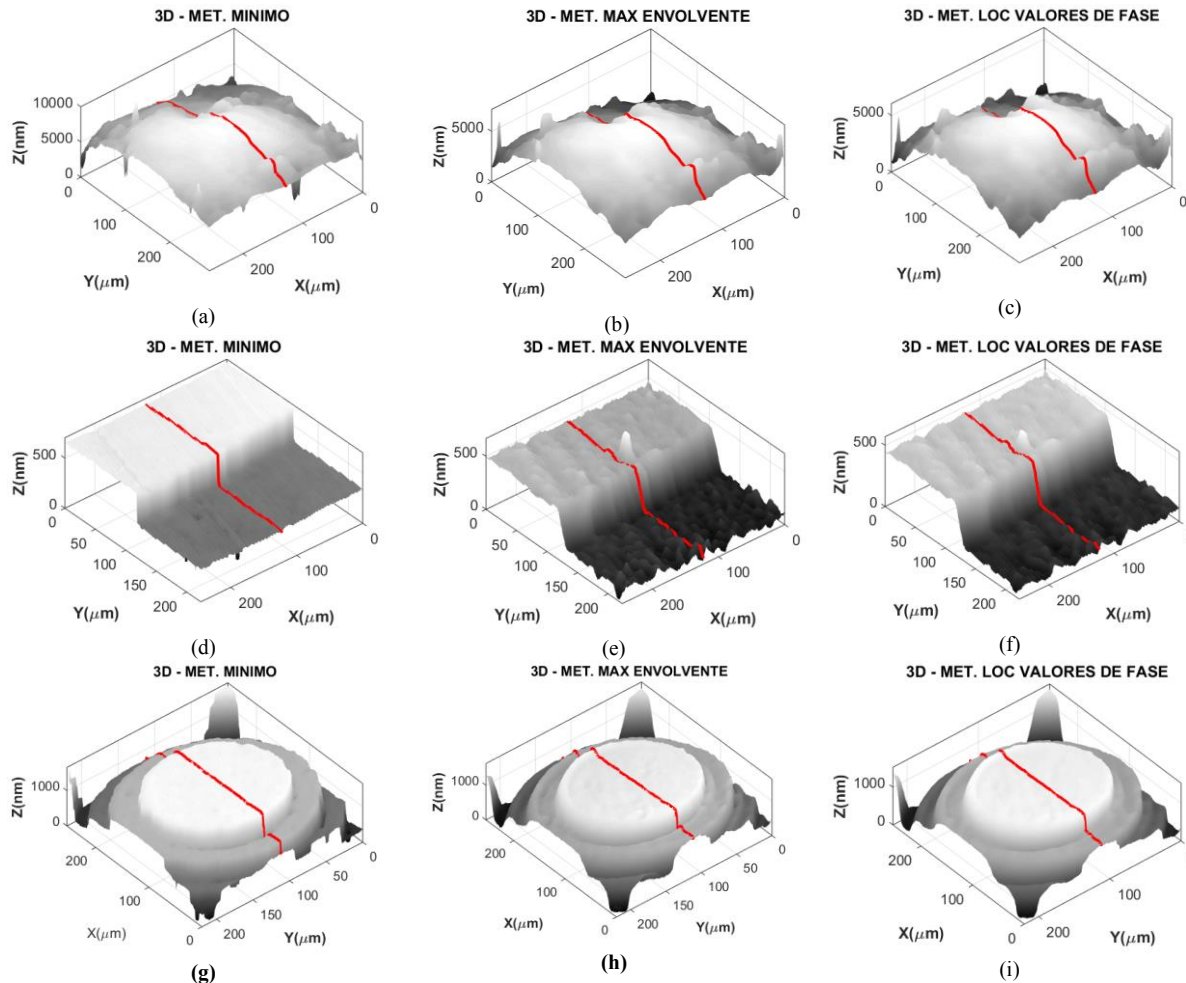 3D - MET. MINIMO
3D - MET. MAX ENVOLVENTE
3D - MET. LOC VALORES DE FASE
10000
5000
0
Z(nm)
0
100
200
Y(μm)
200
100
0
X(μm)
(a)
5000
0
Z(nm)
0
100
200
Y(μm)
200
100
0
X(μm)
(b)
5000
0
Z(nm)
0
100
200
Y(μm)
200
100
0
X(μm)
(c)
3D - MET. MINIMO
3D - MET. MAX ENVOLVENTE
3D - MET. LOC VALORES DE FASE
500
0
Z(nm)
0
50
100
150
200
Y(μm)
200
100
0
X(μm)
(d)
500
0
Z(nm)
0
50
100
150
200
Y(μm)
200
100
0
X(μm)
(e)
500
0
Z(nm)
0
50
100
150
200
Y(μm)
200
100
X(μm)
(f)
3D - MET. MINIMO
3D - MET. MAX ENVOLVENTE
3D - MET. LOC VALORES DE FASE
1000
0
Z(nm)
200
100
0
X(μm)
200
150
100
50
0
Y(μm)
(g)
1000
0
Z(nm)
200
100
0
X(μm)
200
150
100
50
0
Y(μm)
(h)
1000
0
Z(nm)
200
100
0
X(μm)
200
100
Y(μm)
(i)